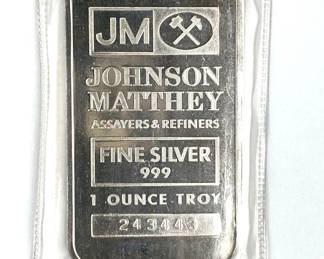 JM
JOHNSON
MATTHEY
ASSAYERS & REFINERS
FINE SILVER
999
1 OUNCE TROY
243443